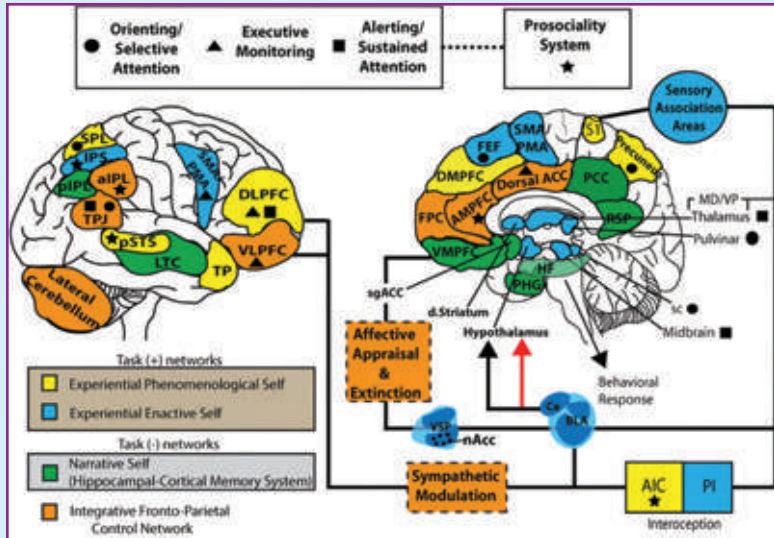 Orienting/
Selective
Attention
Executive
Monitoring
Alerting/
Sustained
Attention
Prosociality
System
SPL
IPS
aIPL
pIPL
TPJ
pSTS
LTC
TP
SMA/
PMA
DLPFC
VLPFC
Lateral
Cerebellum
Sensory
Association
Areas
S1
SMA/
PMA
FEF
DMPFC
Dorsal ACC
Precuneus
PCC
RSP
FPC
AMPFC
VMPFC
HF
PHG
sgACC
d.Striatum
Hypothalamus
MD/VP
Thalamus
Pulvinar
SC
Midbrain
Behavioral
Response
Affective
Appraisal
&
Extinction
VSP
nAcc
Ce
BLA
Sympathetic
Modulation
AIC
PI
Interoception
Task (+) networks
Experiential Phenomenological Self
Experiential Enactive Self
Task (-) networks
Narrative Self
(Hippocampal-Cortical Memory System)
Integrative Fronto-Parietal
Control Network